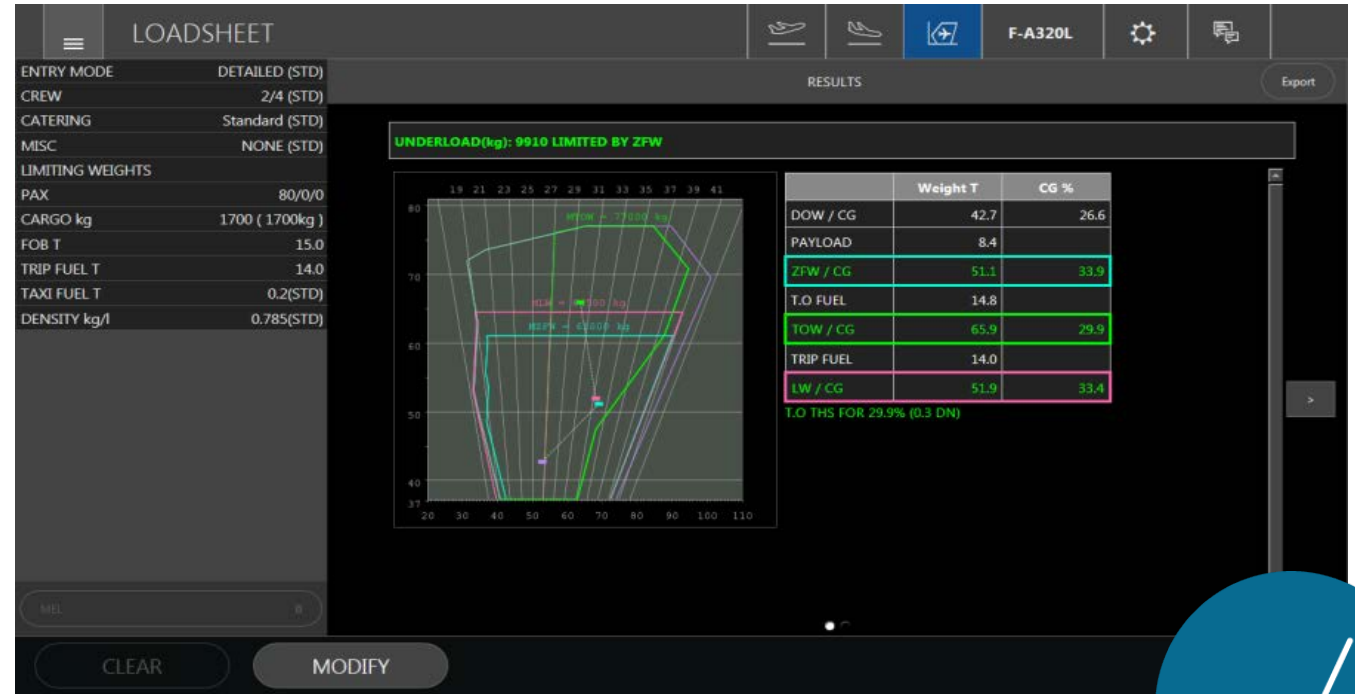 LOADSHEET
F-A320L
ENTRY MODE DETAILED (STD)
CREW 2/4 (STD)
CATERING Standard (STD)
MISC NONE (STD)
LIMITING WEIGHTS
PAX 80/0/0
CARGO kg 1700 ( 1700kg )
FOB T 15.0
TRIP FUEL T 14.0
TAXI FUEL T 0.2(STD)
DENSITY kg/l 0.785(STD)
MEL 0
CLEAR
MODIFY
RESULTS
Export
UNDERLOAD(kg): 9910 LIMITED BY ZFW
19 21 23 25 27 29 31 33 35 37 39 41
80
MTOW = 77000 kg
70
MLW =
60
50
40
37
20 30 40 50 60 70 80 90 100 110
Weight T CG %
DOW / CG 42.7 26.6
PAYLOAD 8.4
ZFW / CG 51.1 33.9
T.O FUEL 14.8
TOW / CG 65.9 29.9
TRIP FUEL 14.0
LW / CG 51.9 33.4
T.O THS FOR 29.9% (0.3 DN)
>